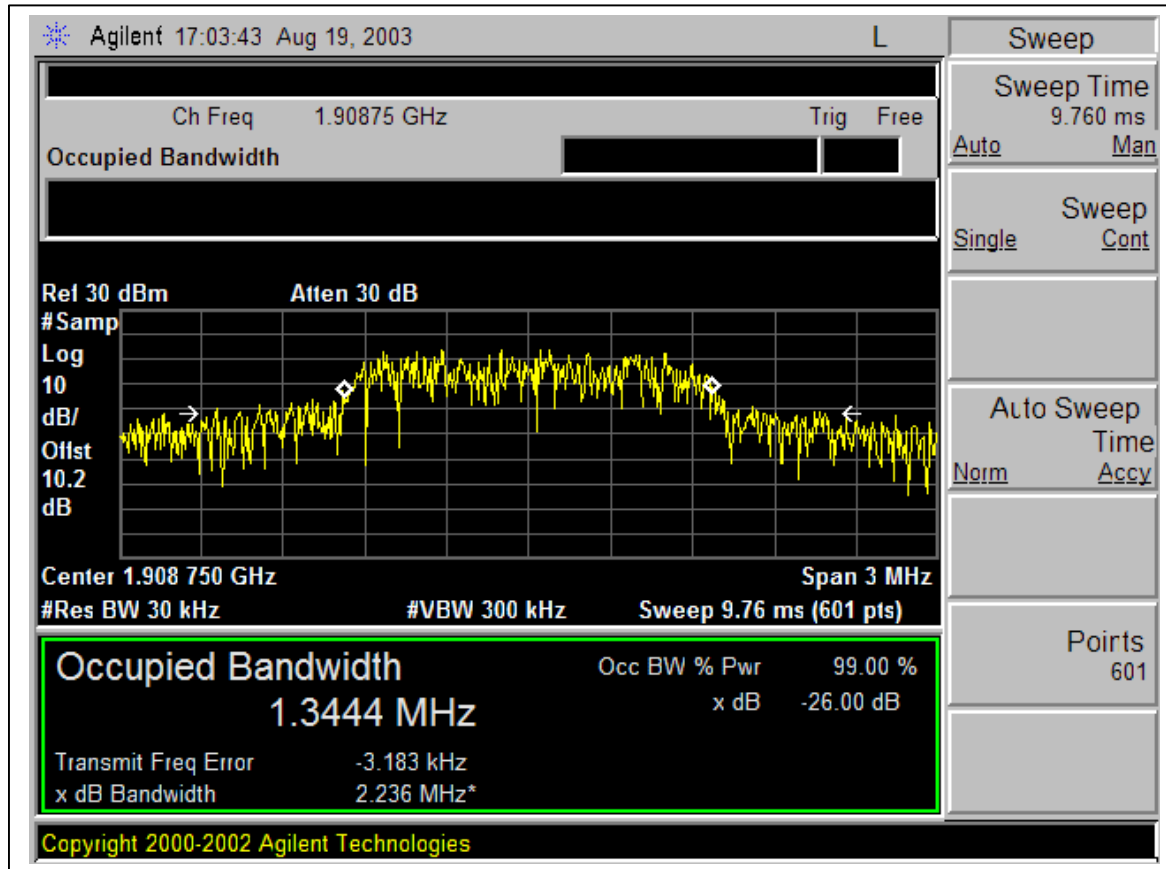 Agilent 17:03:43 Aug 19, 2003 L
Sweep
Ch Freq 1.90875 GHz Trig Free
Occupied Bandwidth
Sweep Time
9.760 ms
Auto Man
Sweep
Single Cont
Ref 30 dBm Atten 30 dB
#Samp
Log
10
dB/
Offst
10.2
dB
Auto Sweep
Time
Norm Accy
Center 1.908 750 GHz Span 3 MHz
#Res BW 30 kHz #VBW 300 kHz Sweep 9.76 ms (601 pts)
Points
601
Occupied Bandwidth
1.3444 MHz
Occ BW % Pwr 99.00 %
x dB -26.00 dB
Transmit Freq Error -3.183 kHz
x dB Bandwidth 2.236 MHz*
Copyright 2000-2002 Agilent Technologies